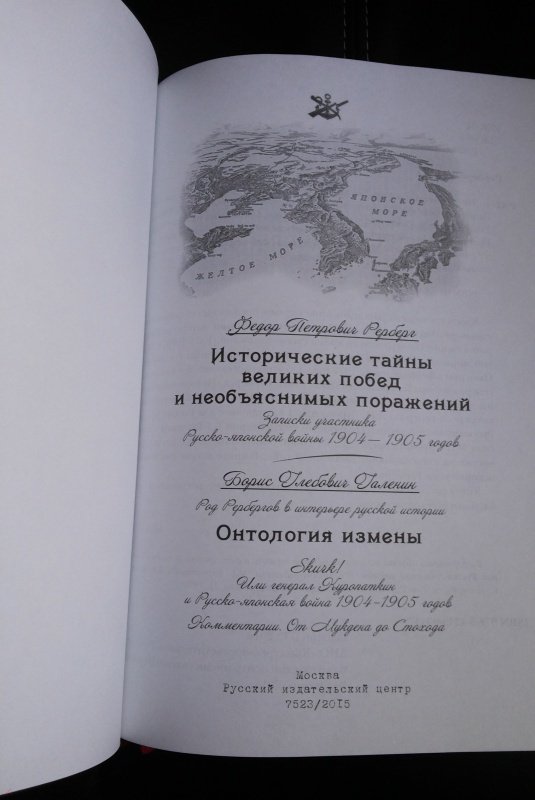 ЯПОНСКОЕ
МОРЕ
ЖЕЛТОЕ МОРЕ
Федор Петрович Рерберг
Исторические тайны
великих побед
и необъяснимых поражений
Записки участника
Русско-японской войны 1904—1905 годов
Борис Глебович Галенин
Род Рербергов в интерьере русской истории
Онтология измены
Skurk!
Или генерал Куропаткин
и Русско-японская война 1904-1905 годов
Комментарии. От Мукдена до Стохода
Москва
Русский издательский центр
7523/2015